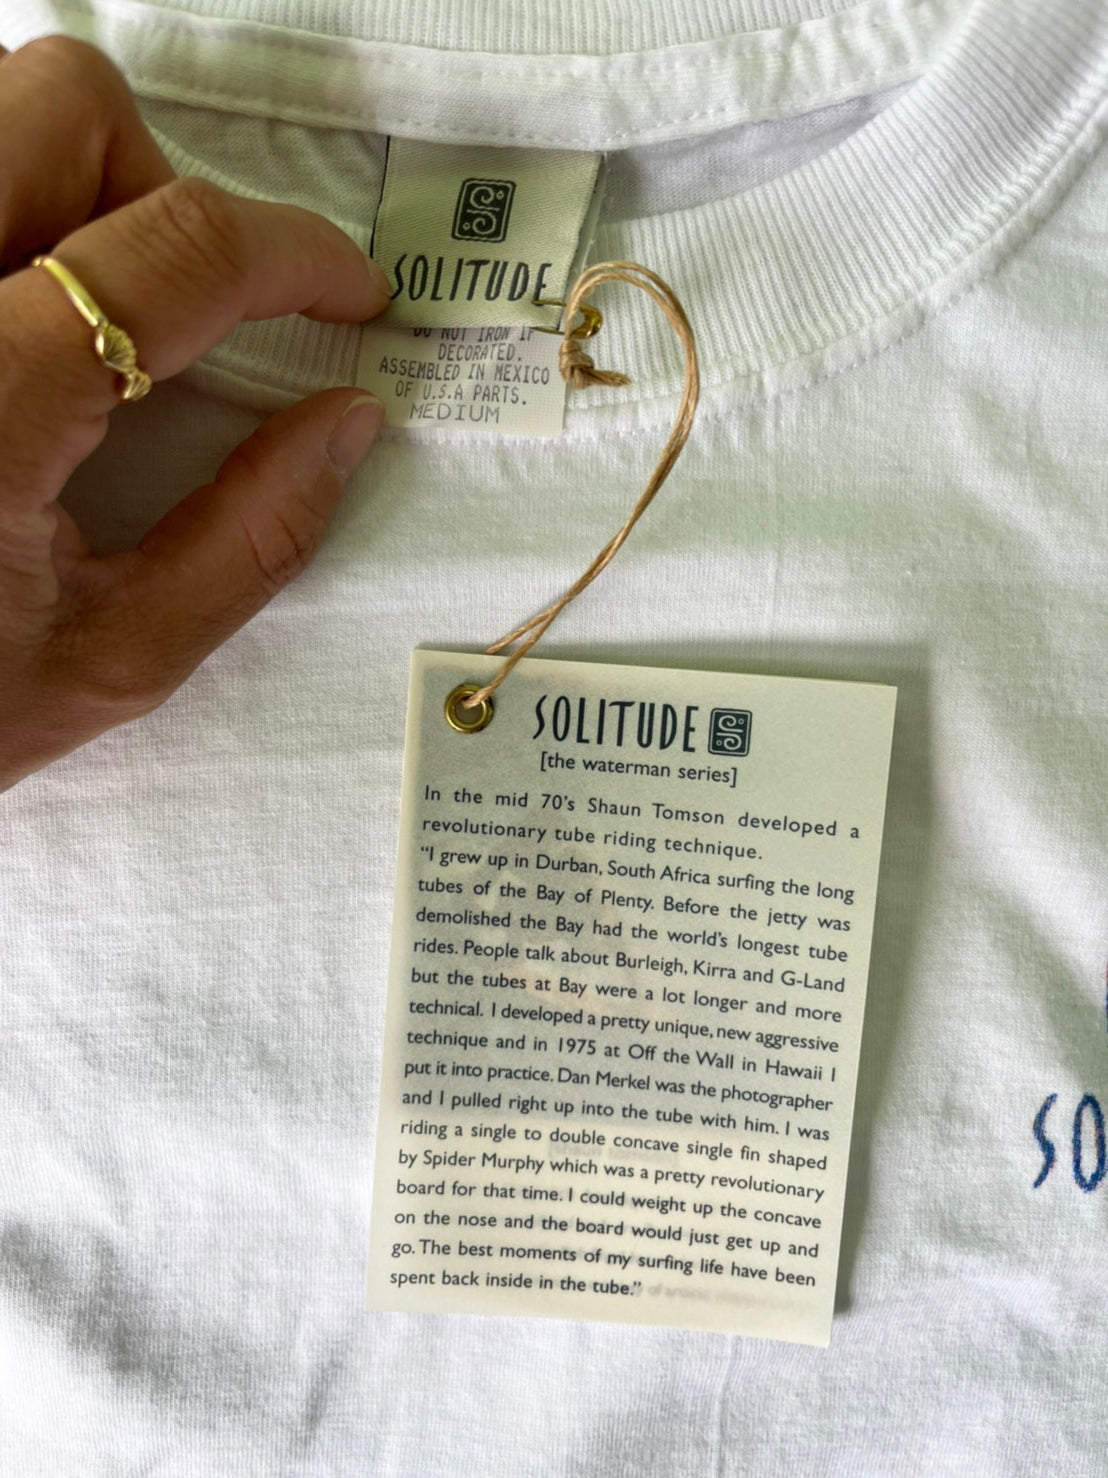 SOLITUDE
DO NOT IRON IF
DECORATED.
ASSEMBLED IN MEXICO
OF U.S.A PARTS.
MEDIUM
SOLITUDE
[the waterman series]
In the mid 70's Shaun Tomson developed a
revolutionary tube riding technique.
“I grew up in Durban, South Africa surfing the long
tubes of the Bay of Plenty. Before the jetty was
demolished the Bay had the world's longest tube
rides. People talk about Burleigh, Kirra and G-Land
but the tubes at Bay were a lot longer and more
technical. I developed a pretty unique, new aggressive
technique and in 1975 at Off the Wall in Hawaii I
put it into practice. Dan Merkel was the photographer
and I pulled right up into the tube with him. I was
riding a single to double concave single fin shaped
by Spider Murphy which was a pretty revolutionary
board for that time. I could weight up the concave
on the nose and the board would just get up and
go. The best moments of my surfing life have been
spent back inside in the tube.”
SO